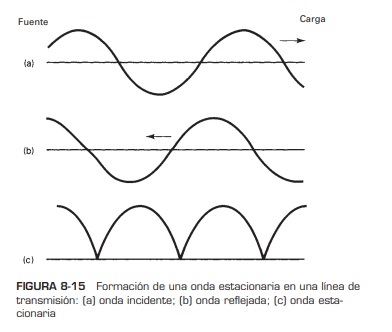 Fuente
Carga
(a)
(b)
(c)
FIGURA 8-15 Formación de una onda estacionaria en una línea de
transmisión: (a) onda incidente; (b) onda reflejada; (c) onda esta-
cionaria